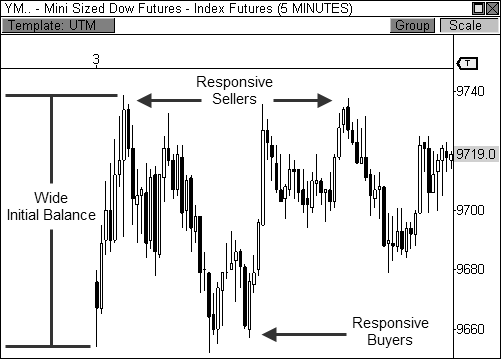 YM.. - Mini Sized Dow Futures - Index Futures (5 MINUTES)
Template: UTM
Group
Scale
3
T
Responsive
Sellers
9740
9719.0
Wide
Initial Balance
9700
9680
Responsive
Buyers
9660